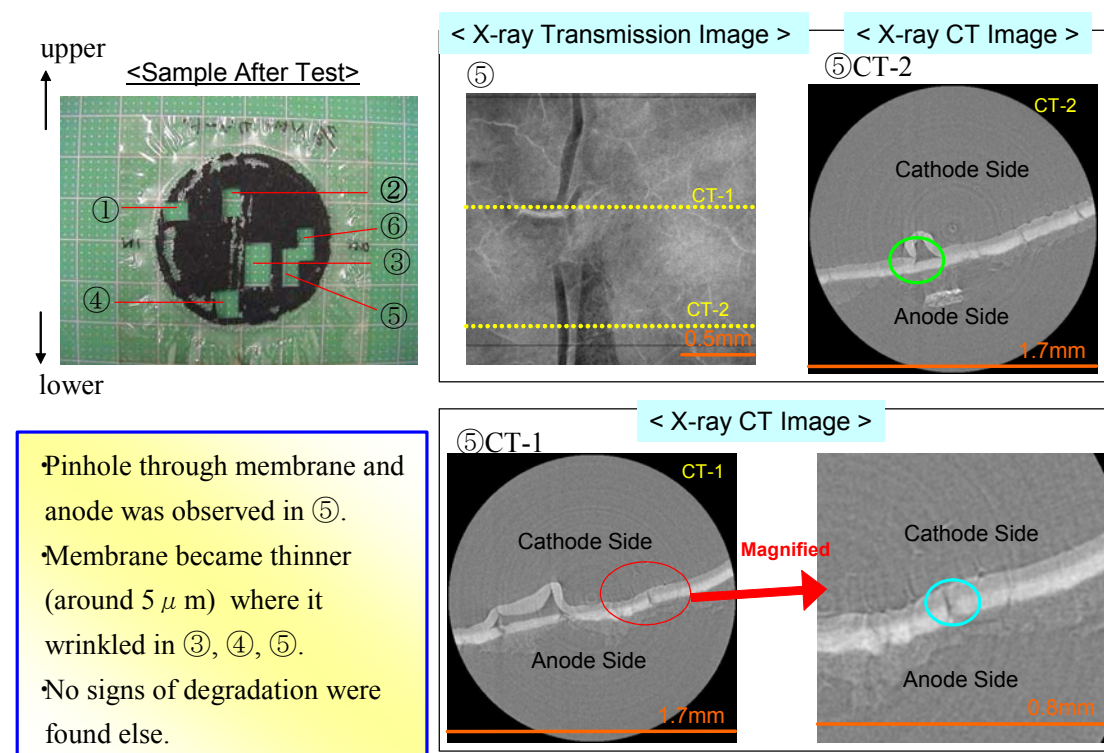 upper
<Sample After Test>
①
②
⑥
③
④
⑤
lower
< X-ray Transmission Image >
< X-ray CT Image >
⑤
⑤CT-2
CT-1
CT-2
0.5mm
CT-2
Cathode Side
Anode Side
1.7mm
・Pinhole through membrane and
anode was observed in ⑤.
・Membrane became thinner
(around 5 μ m) where it
wrinkled in ③, ④, ⑤.
・No signs of degradation were
found else.
< X-ray CT Image >
⑤CT-1
CT-1
Cathode Side
Anode Side
1.7mm
Magnified
Cathode Side
Anode Side
0.8mm